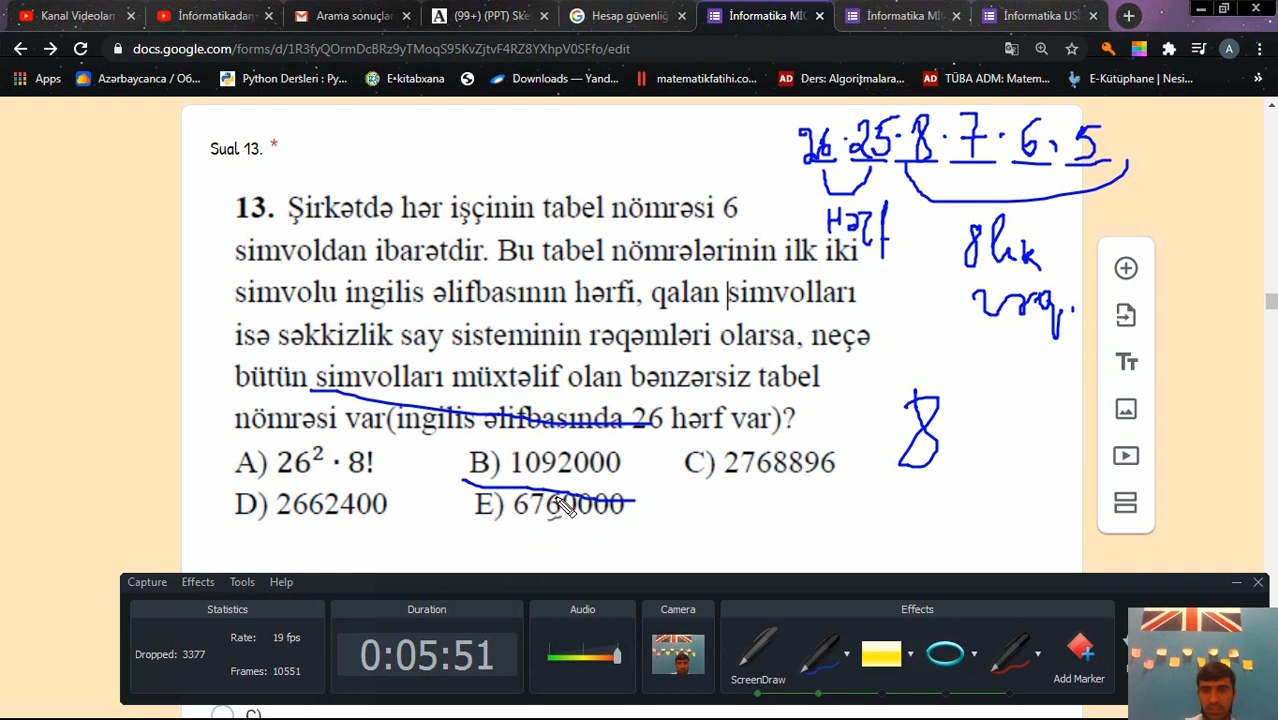 Kanal Videoları
İnformatikadan
Arama sonuçlar
(99+) (PPT) Ske
Hesap güvenliğ
İnformatika Mİ
İnformatika Mİ
İnformatika US
docs.google.com/forms/d/1R3fyQOrmDcBRz9yTMoqS95KvZjtvF4RZ8YXhpV0SFfo/edit
A
Apps
Azərbaycanca / Об...
Python Dersleri : Py...
E-kitabxana
Downloads — Yand...
matematikfatihi.co...
Ders: Algoritmalara...
TÜBA ADM: Matem...
E-Kütüphane | Nesi...
Sual 13. *
26 · 25 · 8 · 7 · 6 · 5
Hərf
8lik
rəq.
13. Şirkətdə hər işçinin tabel nömrəsi 6
simvoldan ibarətdir. Bu tabel nömrələrinin ilk iki
simvolu ingilis əlifbasının hərfi, qalan simvolları
isə səkkizlik say sisteminin rəqəmləri olarsa, neçə
bütün simvolları müxtəlif olan bənzərsiz tabel
nömrəsi var(ingilis əlifbasında 26 hərf var)?
8
A) 26² · 8! B) 1092000 C) 2768896
D) 2662400 E) 6760000
Capture Effects Tools Help
Statistics
Duration
Audio
Camera
Effects
Rate: 19 fps
Dropped: 3377
Frames: 10551
0:05:51
ScreenDraw
Add Marker
C)